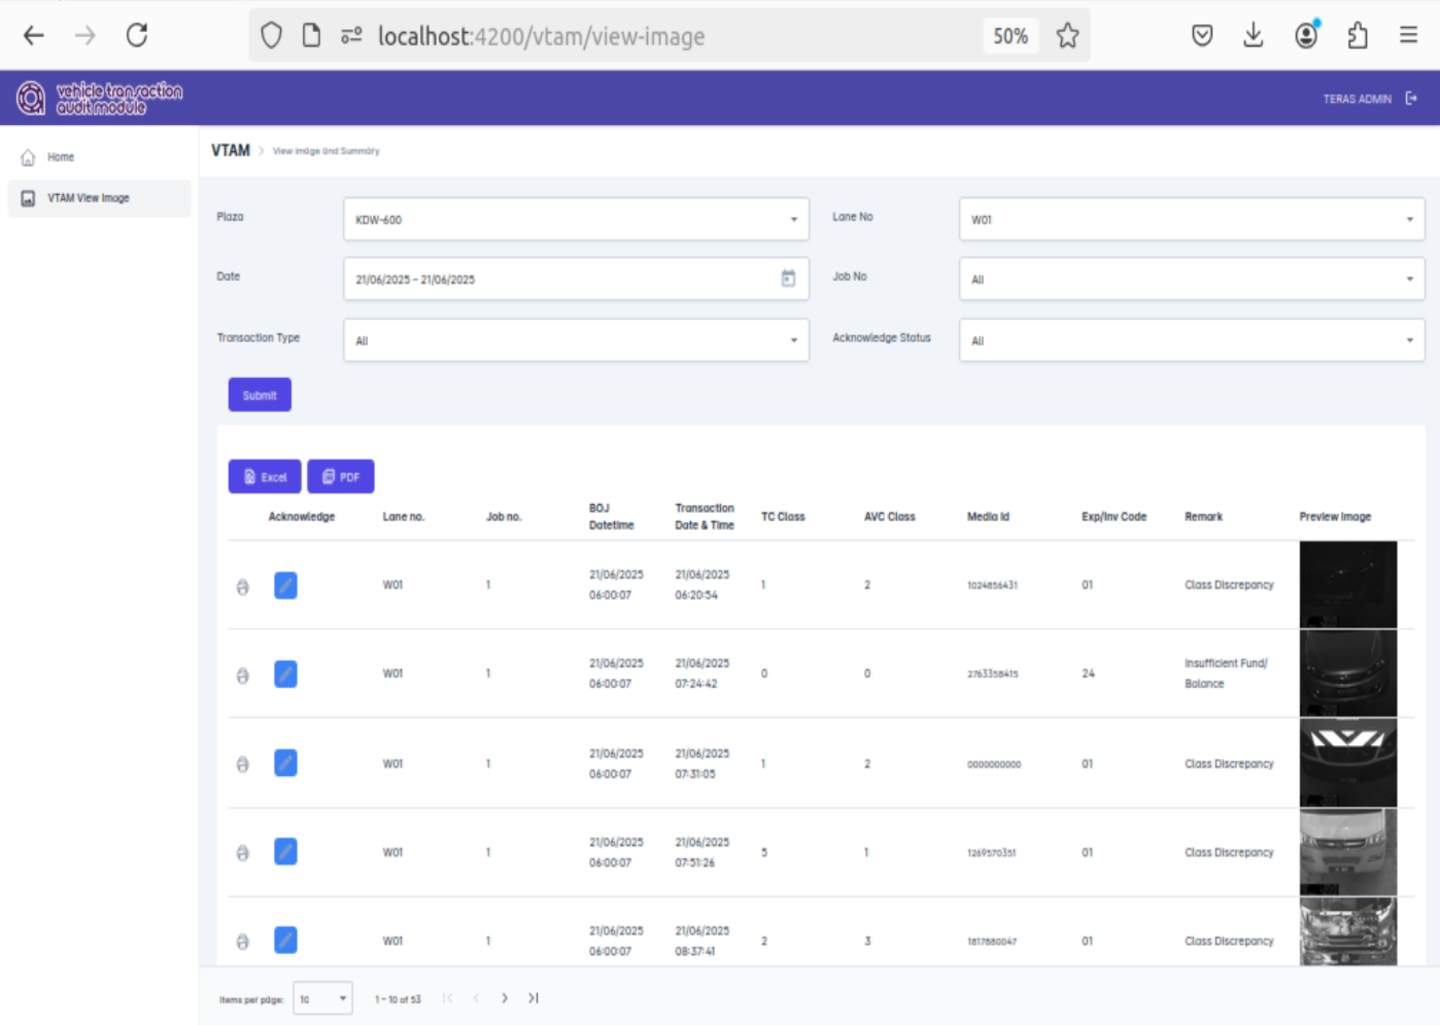 localhost:4200/vtam/view-image 50%
vehicle transaction
audit module
TERAS ADMIN
Home
VTAM View Image
VTAM > View Image and Summary
Plaza KDW-600 Lane No W01
Date 21/06/2025 – 21/06/2025 Job No All
Transaction Type All Acknowledge Status All
Submit
Excel PDF
Acknowledge Lane no. Job no. BOJ Datetime Transaction Date & Time TC Class AVC Class Media Id Exp/Inv Code Remark Preview Image
W01 1 21/06/2025 06:00:07 21/06/2025 06:20:54 1 2 1024856431 01 Class Discrepancy
W01 1 21/06/2025 06:00:07 21/06/2025 07:24:42 0 0 2763358415 24 Insufficient Fund/ Balance
W01 1 21/06/2025 06:00:07 21/06/2025 07:31:05 1 2 0000000000 01 Class Discrepancy
W01 1 21/06/2025 06:00:07 21/06/2025 07:51:26 5 1 1269570351 01 Class Discrepancy
W01 1 21/06/2025 06:00:07 21/06/2025 08:37:41 2 3 1817880047 01 Class Discrepancy
Items per page: 10 1 – 10 of 53